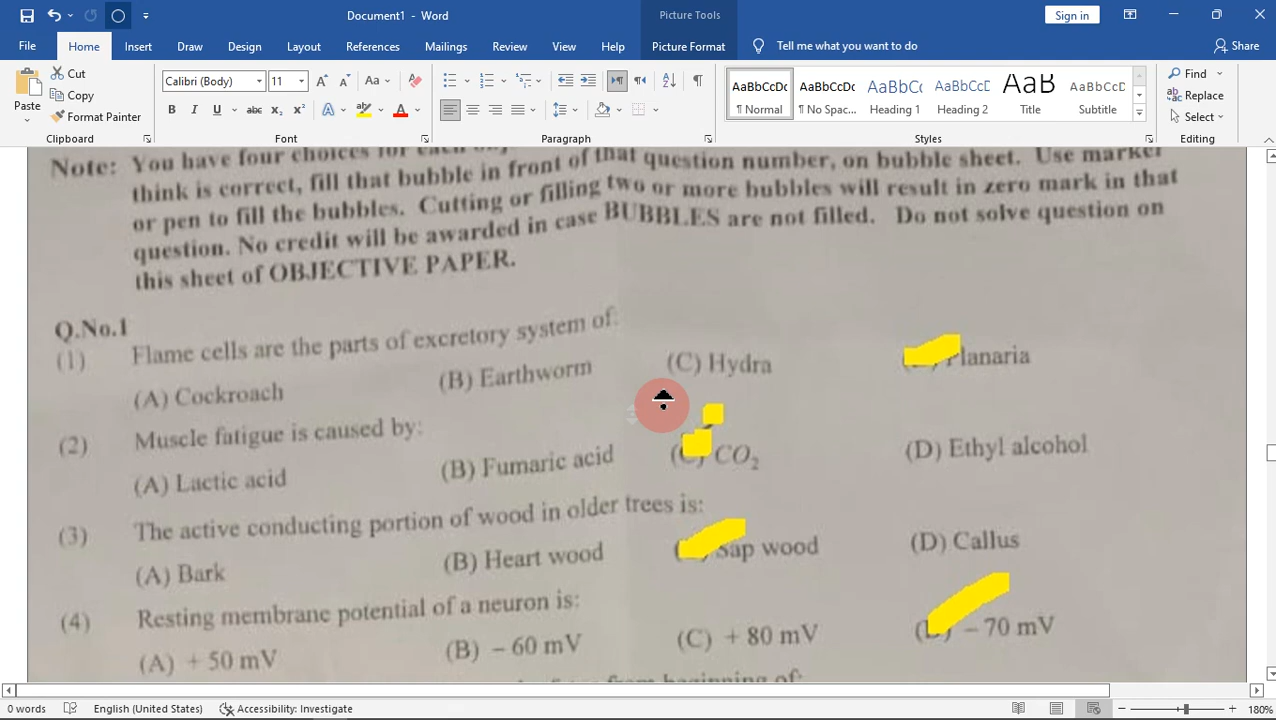 Document1 - Word
Picture Tools
Sign in
File
Home
Insert
Draw
Design
Layout
References
Mailings
Review
View
Help
Picture Format
Tell me what you want to do
Share
Paste
Cut
Copy
Format Painter
Clipboard
Calibri (Body)
11
Font
Paragraph
AaBbCcDc
¶ Normal
AaBbCcDc
¶ No Spac...
AaBbCc
Heading 1
AaBbCcD
Heading 2
AaB
Title
AaBbCcD
Subtitle
Styles
Find
Replace
Select
Editing
Note: You have four choices for each
think is correct, fill that bubble in front of that question number, on bubble sheet. Use marker
or pen to fill the bubbles. Cutting or filling two or more bubbles will result in zero mark in that
question. No credit will be awarded in case BUBBLES are not filled. Do not solve question on
this sheet of OBJECTIVE PAPER.
Q.No.1
(1) Flame cells are the parts of excretory system of:
(A) Cockroach (B) Earthworm (C) Hydra Planaria
(2) Muscle fatigue is caused by:
(A) Lactic acid (B) Fumaric acid (C) CO₂ (D) Ethyl alcohol
(3) The active conducting portion of wood in older trees is:
(A) Bark (B) Heart wood Sap wood (D) Callus
(4) Resting membrane potential of a neuron is:
(A) + 50 mV (B) – 60 mV (C) + 80 mV (D) – 70 mV
from beginning of:
0 words
English (United States)
Accessibility: Investigate
180%